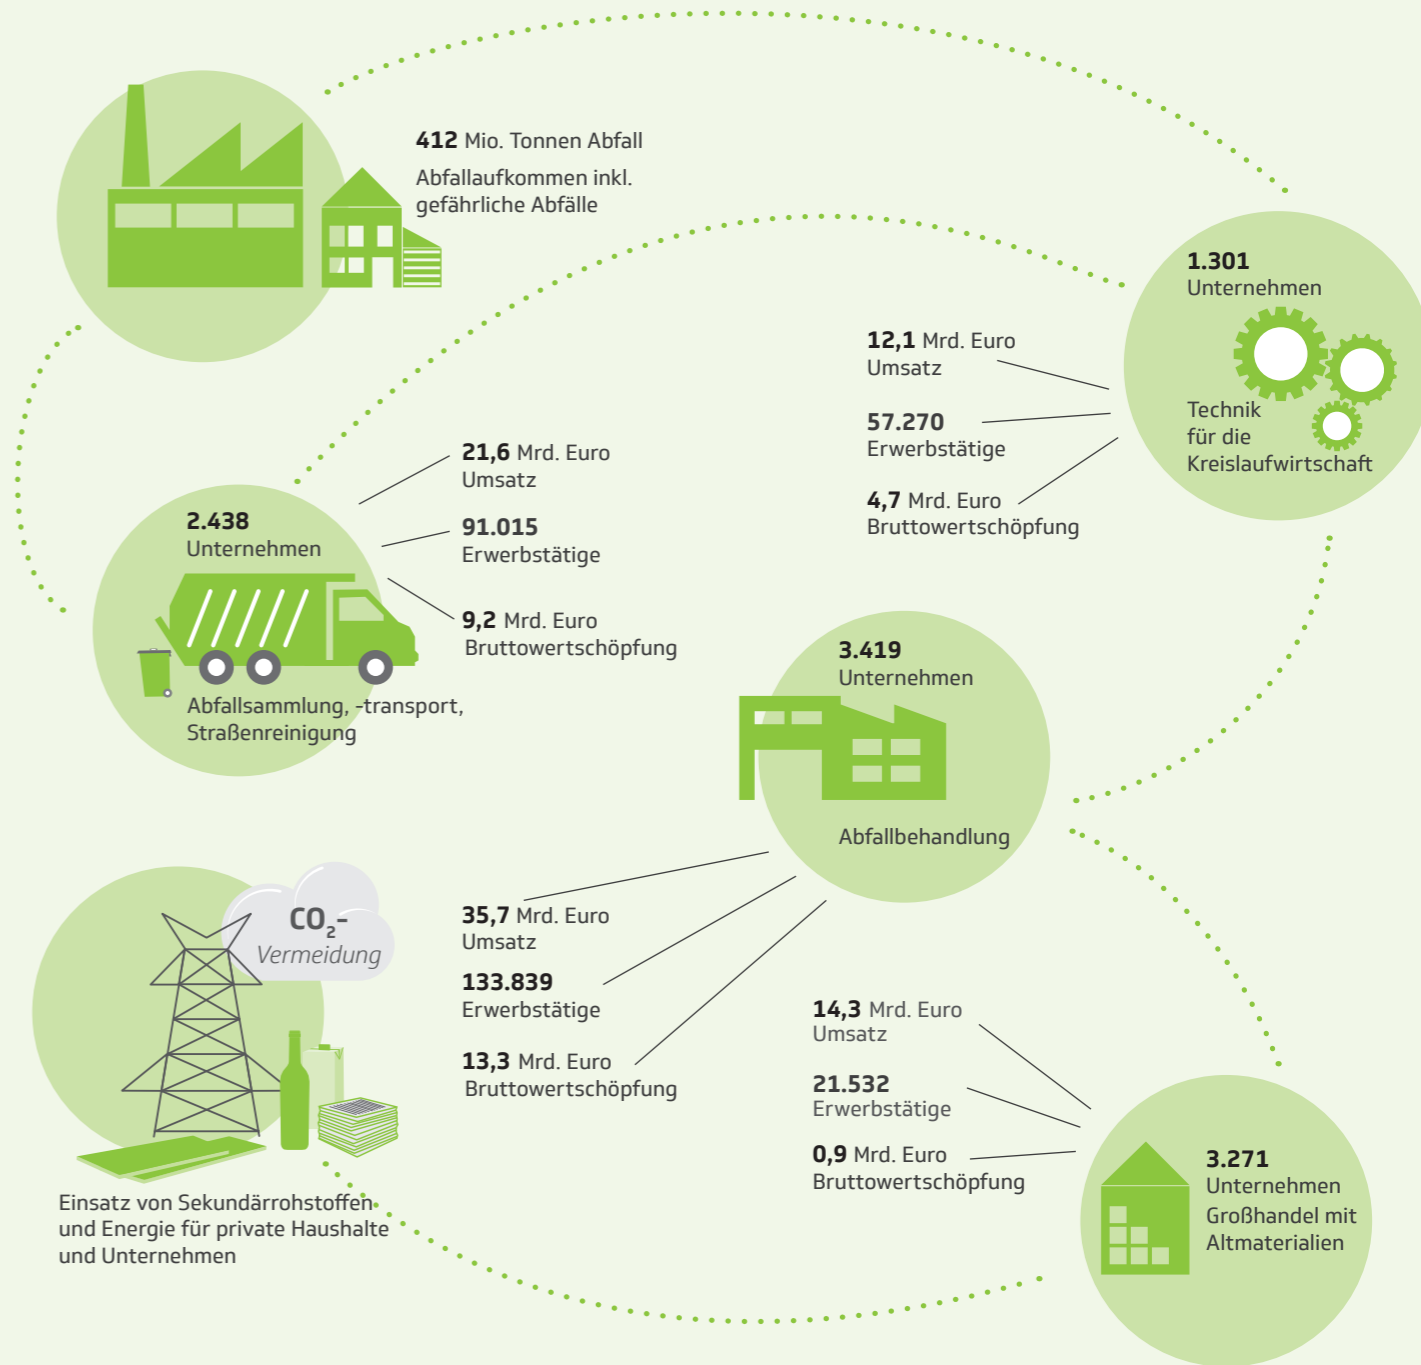 412 Mio. Tonnen Abfall
Abfallaufkommen inkl.
gefährliche Abfälle
1.301
Unternehmen
Technik
für die
Kreislaufwirtschaft
12,1 Mrd. Euro
Umsatz
57.270
Erwerbstätige
4,7 Mrd. Euro
Bruttowertschöpfung
2.438
Unternehmen
Abfallsammlung, -transport,
Straßenreinigung
21,6 Mrd. Euro
Umsatz
91.015
Erwerbstätige
9,2 Mrd. Euro
Bruttowertschöpfung
3.419
Unternehmen
Abfallbehandlung
35,7 Mrd. Euro
Umsatz
133.839
Erwerbstätige
13,3 Mrd. Euro
Bruttowertschöpfung
14,3 Mrd. Euro
Umsatz
21.532
Erwerbstätige
0,9 Mrd. Euro
Bruttowertschöpfung
3.271
Unternehmen
Großhandel mit
Altmaterialien
CO₂-
Vermeidung
Einsatz von Sekundärrohstoffen
und Energie für private Haushalte
und Unternehmen